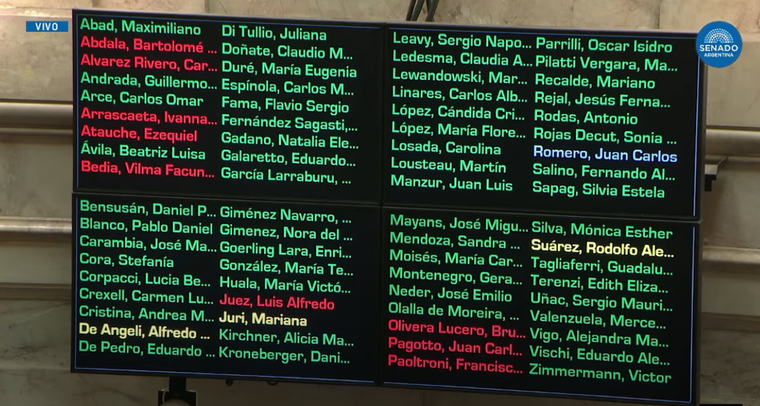 VIVO
SENADO
ARGENTINA
Abad, Maximiliano
Abdala, Bartolomé ...
Alvarez Rivero, Car...
Andrada, Guillermo...
Arce, Carlos Omar
Arrascaeta, Ivanna...
Atauche, Ezequiel
Ávila, Beatriz Luisa
Bedia, Vilma Facun...
Di Tullio, Juliana
Doñate, Claudio M...
Duré, María Eugenia
Espínola, Carlos M...
Fama, Flavio Sergio
Fernández Sagasti,...
Gadano, Natalia Ele...
Galaretto, Eduardo...
García Larraburu, ...
Leavy, Sergio Napo...
Ledesma, Claudia A...
Lewandowski, Mar...
Linares, Carlos Alb...
López, Cándida Cri...
López, María Flore...
Losada, Carolina
Lousteau, Martín
Manzur, Juan Luis
Parrilli, Oscar Isidro
Pilatti Vergara, Ma...
Recalde, Mariano
Rejal, Jesús Ferna...
Rodas, Antonio
Rojas Decut, Sonia ...
Romero, Juan Carlos
Salino, Fernando Al...
Sapag, Silvia Estela
Bensusán, Daniel P...
Blanco, Pablo Daniel
Carambia, José Ma...
Cora, Stefanía
Corpacci, Lucia Be...
Crexell, Carmen Lu...
Cristina, Andrea M...
De Angeli, Alfredo ...
De Pedro, Eduardo ...
Giménez Navarro, ...
Gimenez, Nora del ...
Goerling Lara, Enri...
González, María Te...
Huala, María Victó...
Juez, Luis Alfredo
Juri, Mariana
Kirchner, Alicia Ma...
Kroneberger, Dani...
Mayans, José Migu...
Mendoza, Sandra ...
Moisés, María Car...
Montenegro, Gera...
Neder, José Emilio
Olalla de Moreira, ...
Olivera Lucero, Bru...
Pagotto, Juan Carl...
Paoltroni, Francisc...
Silva, Mónica Esther
Suárez, Rodolfo Ale...
Tagliaferri, Guadalu...
Terenzi, Edith Eliza...
Uñac, Sergio Mauri...
Valenzuela, Merce...
Vigo, Alejandra Ma...
Vischi, Eduardo Ale...
Zimmermann, Victor